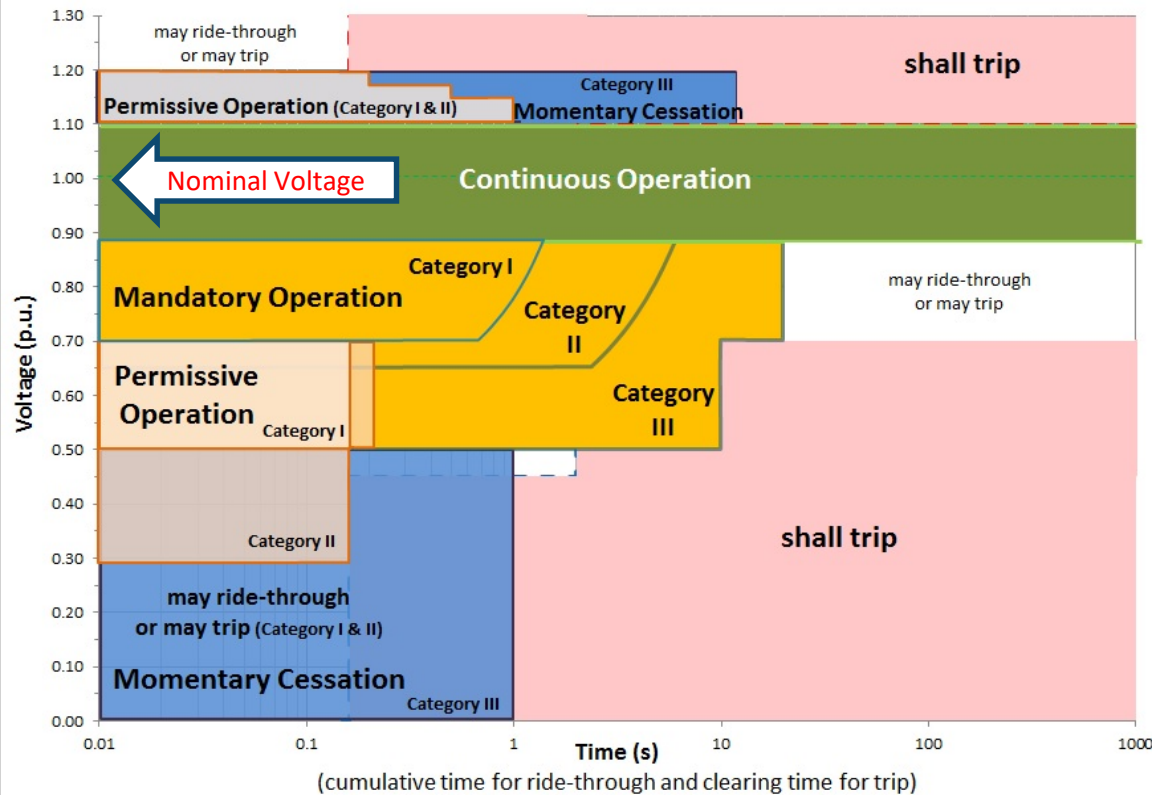 1.30
may ride-through
or may trip
shall trip
1.20
Category III
Permissive Operation (Category I & II)
Momentary Cessation
1.10
1.00
Nominal Voltage
Continuous Operation
0.90
Category I
Mandatory Operation
may ride-through
or may trip
0.80
Category
II
0.70
Voltage (p.u.)
Permissive
Operation
Category I
0.60
Category
III
0.50
0.40
Category II
shall trip
0.30
may ride-through
or may trip (Category I & II)
0.20
0.10
Momentary Cessation
Category III
0.00
0.01
0.1
1
10
100
1000
Time (s)
(cumulative time for ride-through and clearing time for trip)